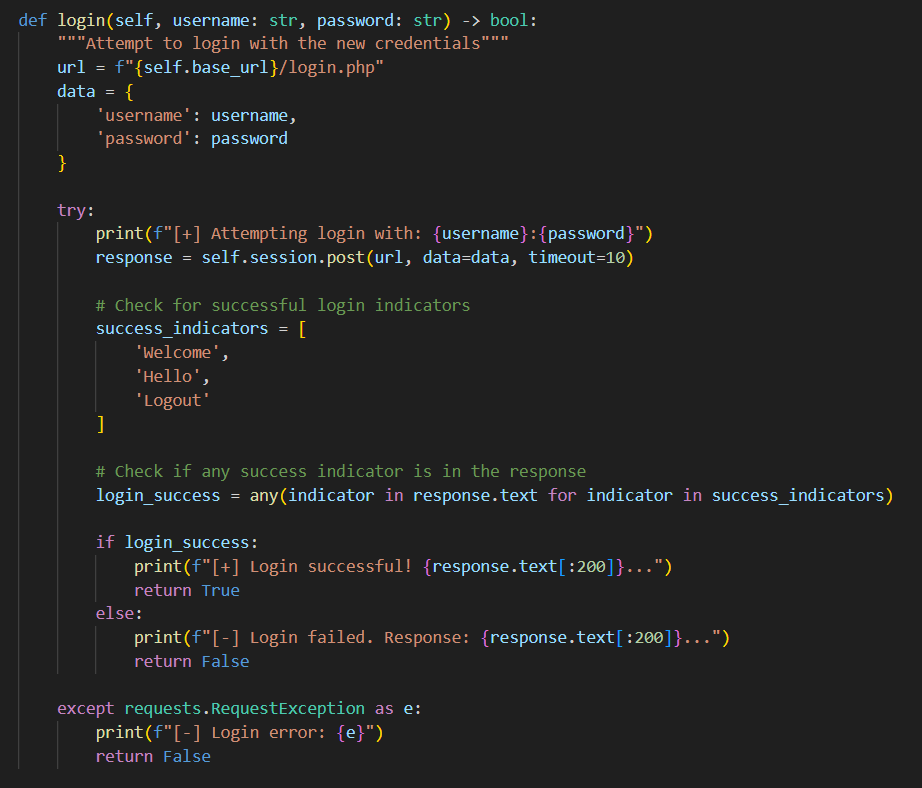 def login(self, username: str, password: str) -> bool:
    """Attempt to login with the new credentials"""
    url = f"{self.base_url}/login.php"
    data = {
        'username': username,
        'password': password
    }

    try:
        print(f"[+] Attempting login with: {username}:{password}")
        response = self.session.post(url, data=data, timeout=10)

        # Check for successful login indicators
        success_indicators = [
            'Welcome',
            'Hello',
            'Logout'
        ]

        # Check if any success indicator is in the response
        login_success = any(indicator in response.text for indicator in success_indicators)

        if login_success:
            print(f"[+] Login successful! {response.text[:200]}...")
            return True
        else:
            print(f"[-] Login failed. Response: {response.text[:200]}...")
            return False

    except requests.RequestException as e:
        print(f"[-] Login error: {e}")
        return False